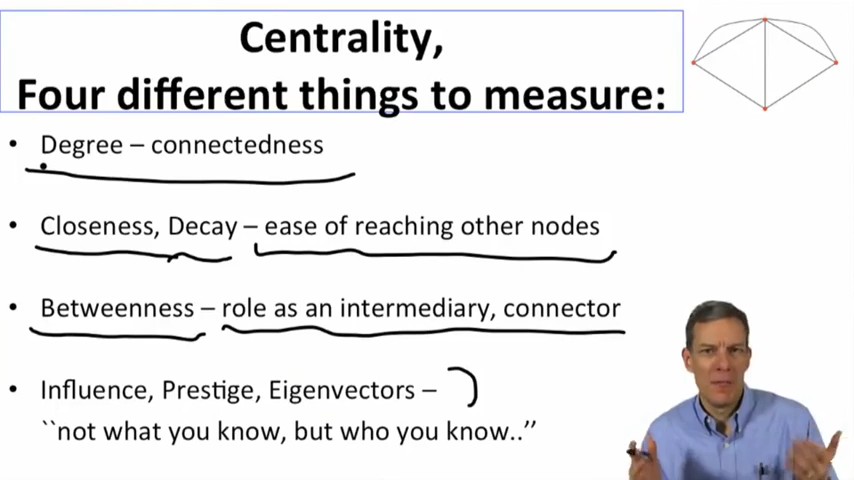 Centrality,
Four different things to measure:
• Degree – connectedness
• Closeness, Decay – ease of reaching other nodes
• Betweenness – role as an intermediary, connector
• Influence, Prestige, Eigenvectors –
``not what you know, but who you know..’’